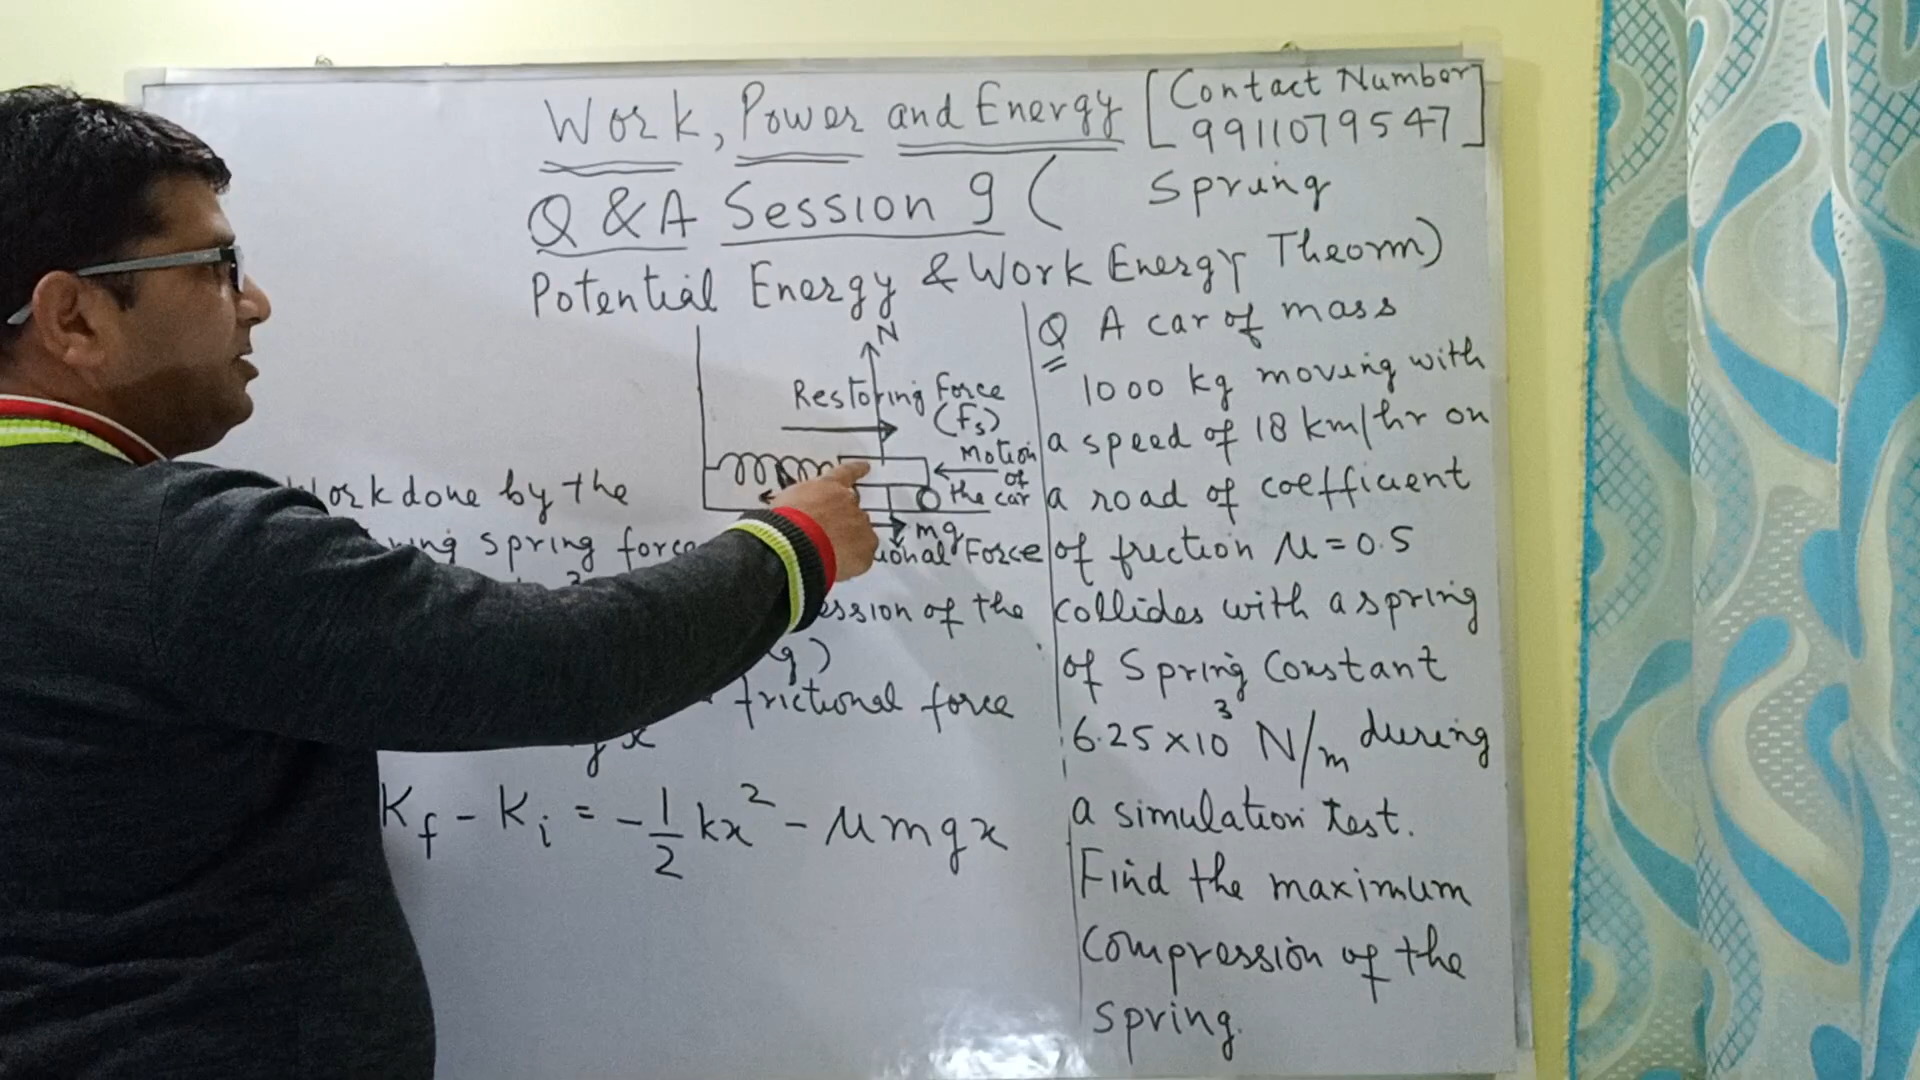 Work, Power and Energy [Contact Number
9911079547]
Q & A Session 9 ( Spring
Potential Energy & Work Energy Theorm)
N
Restoring Force
(Fs)
Motion
of
the car
mg
Force
work done by the
spring force
of the
frictional force
x
Kf - Ki = -1/2 kx² - μmgx
Q A car of mass
1000 kg moving with
a speed of 18 km/hr on
a road of coefficient
of friction μ = 0.5
collides with a spring
of Spring Constant
6.25 × 10³ N/m during
a simulation test.
Find the maximum
compression of the
spring.